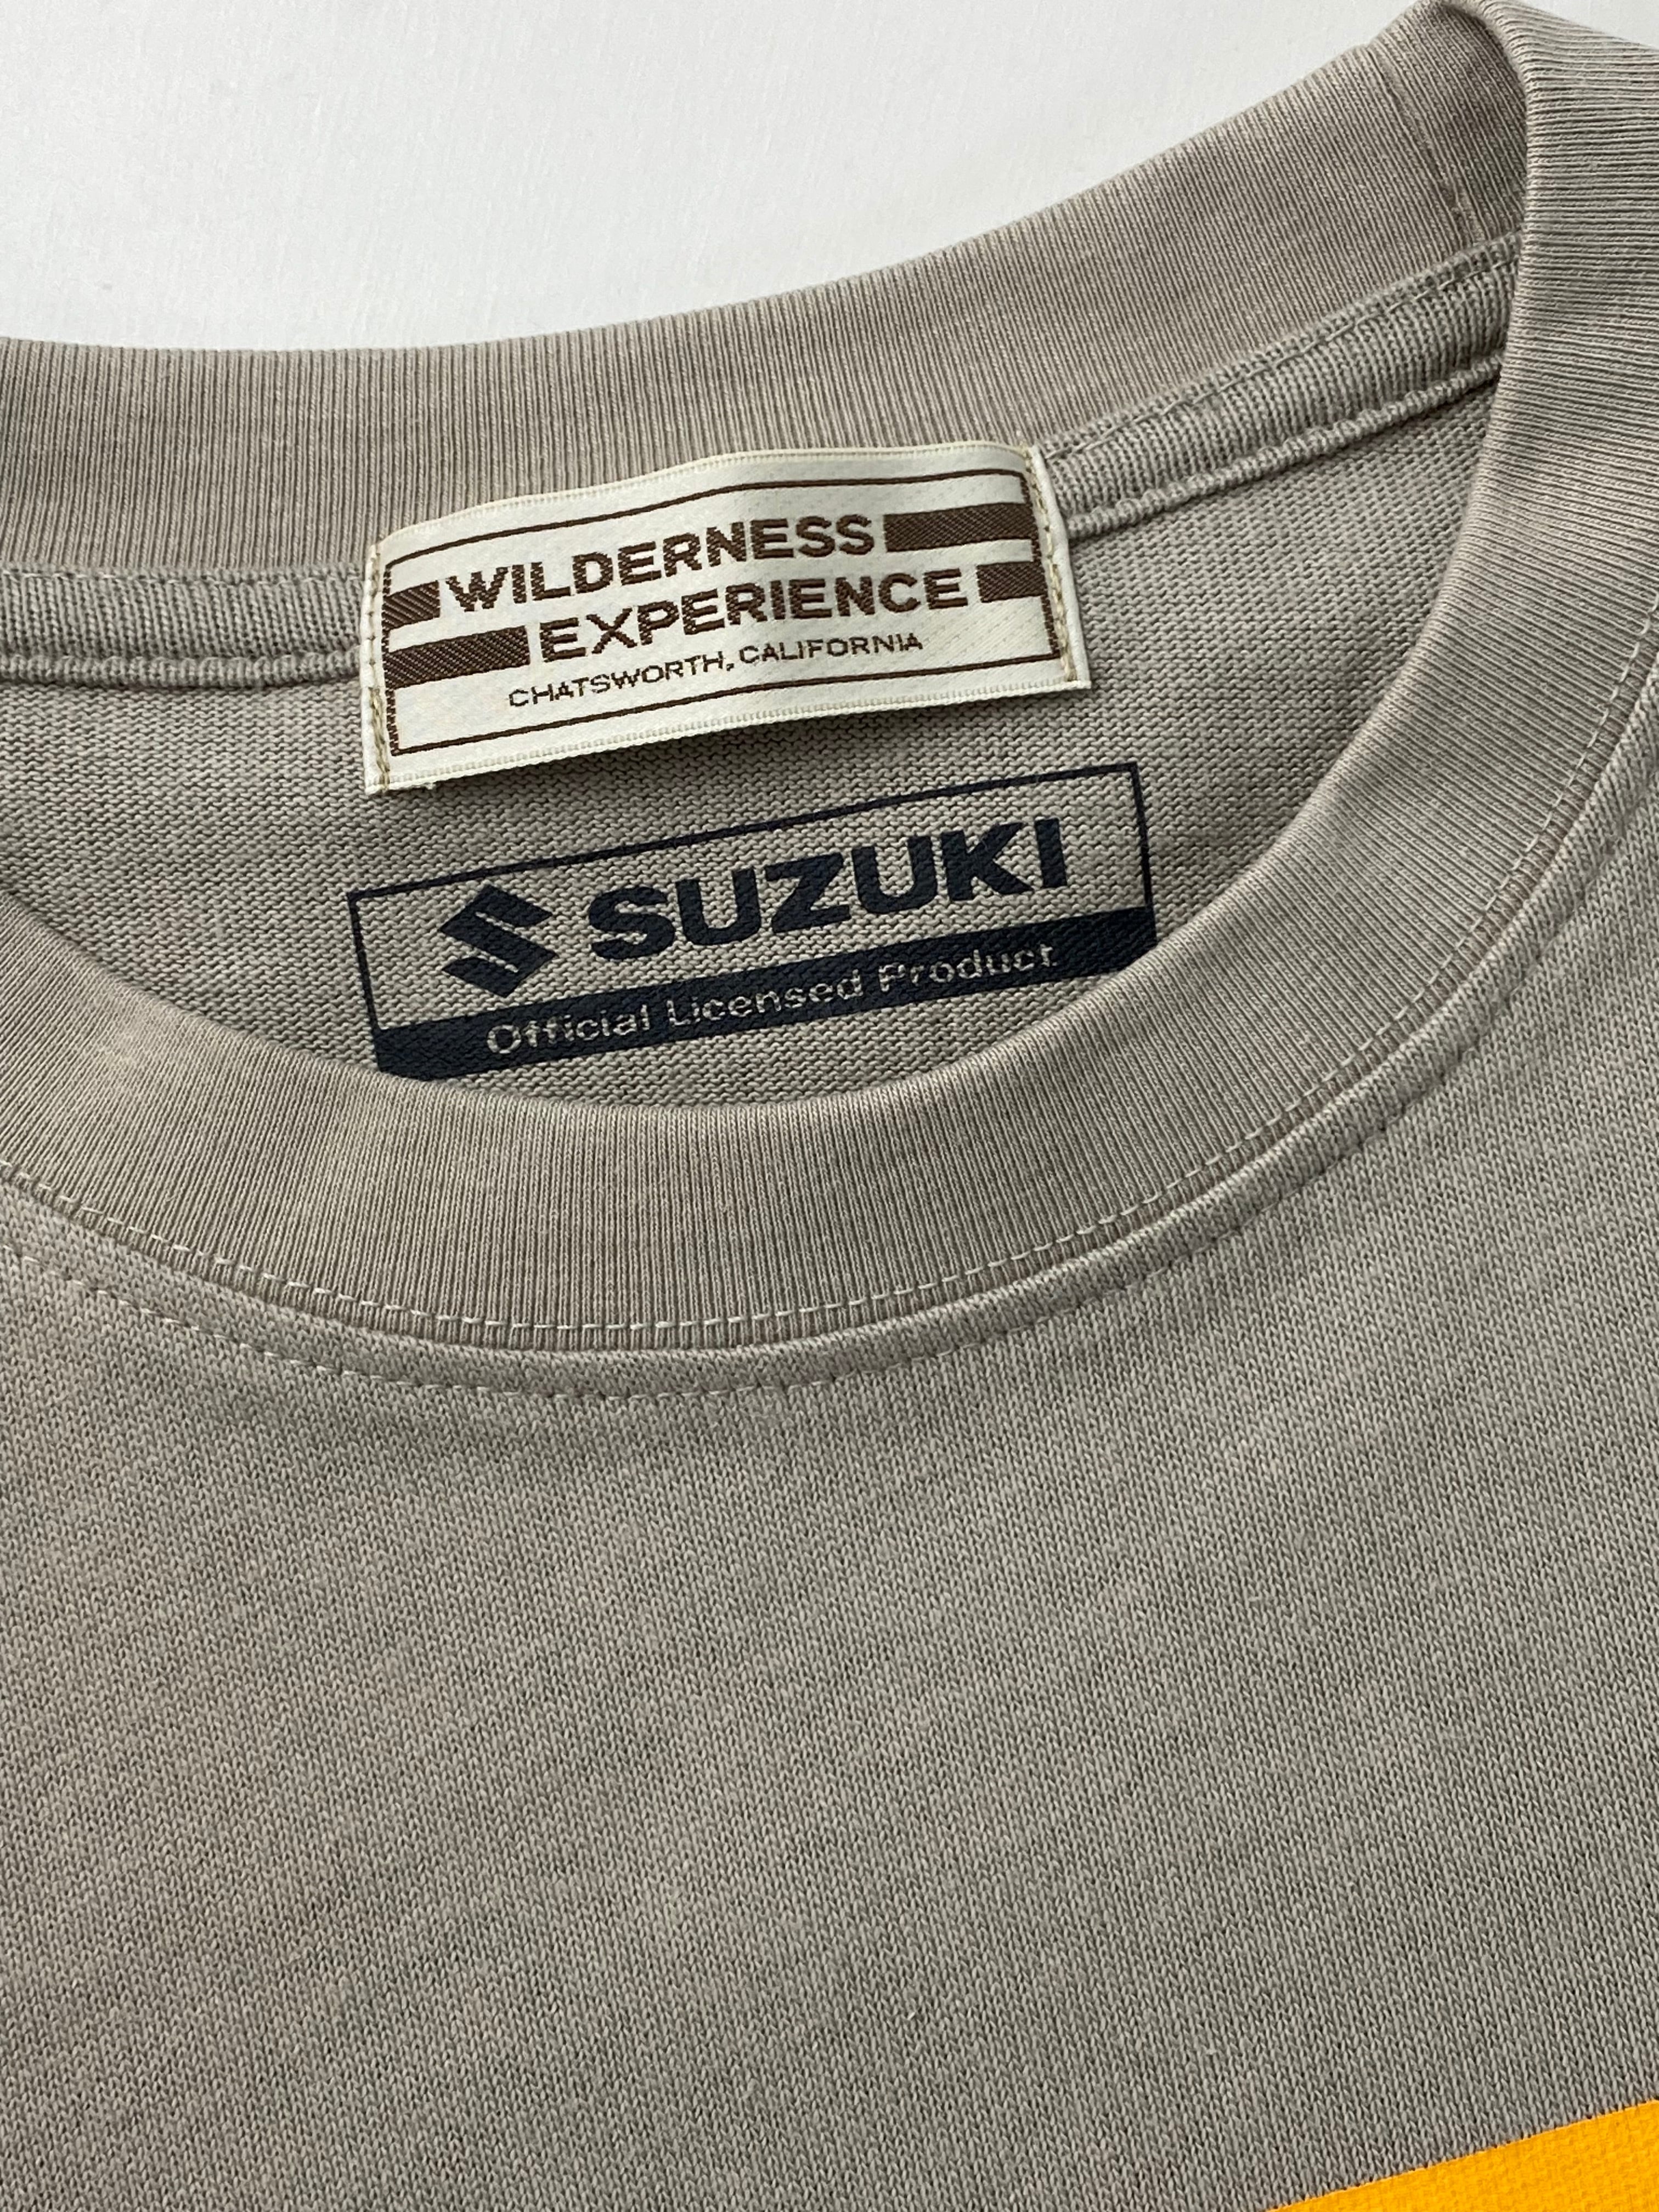 WILDERNESS
EXPERIENCE
CHATSWORTH, CALIFORNIA
SUZUKI
Official Licensed Product